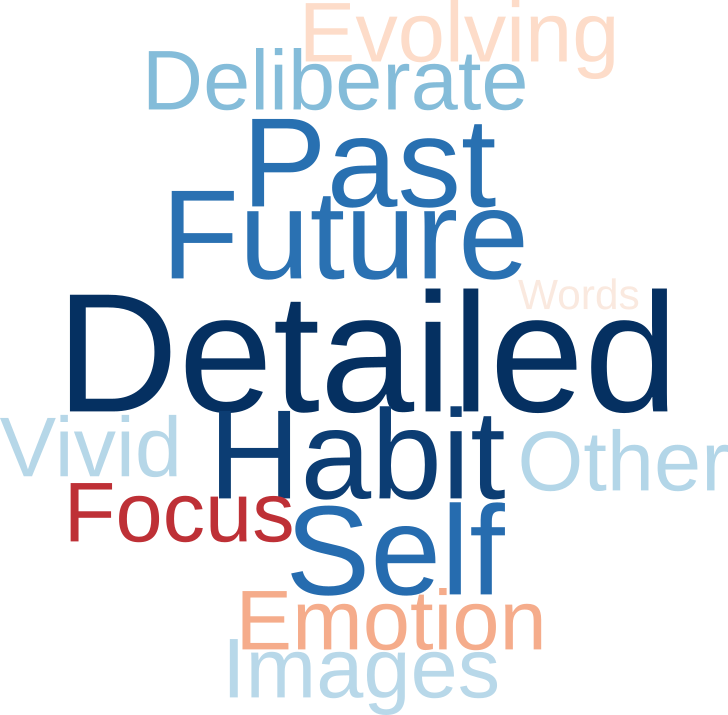 Evolving
Deliberate
Past
Future
Words
Detailed
Habit
Vivid
Other
Focus
Self
Emotion
Images